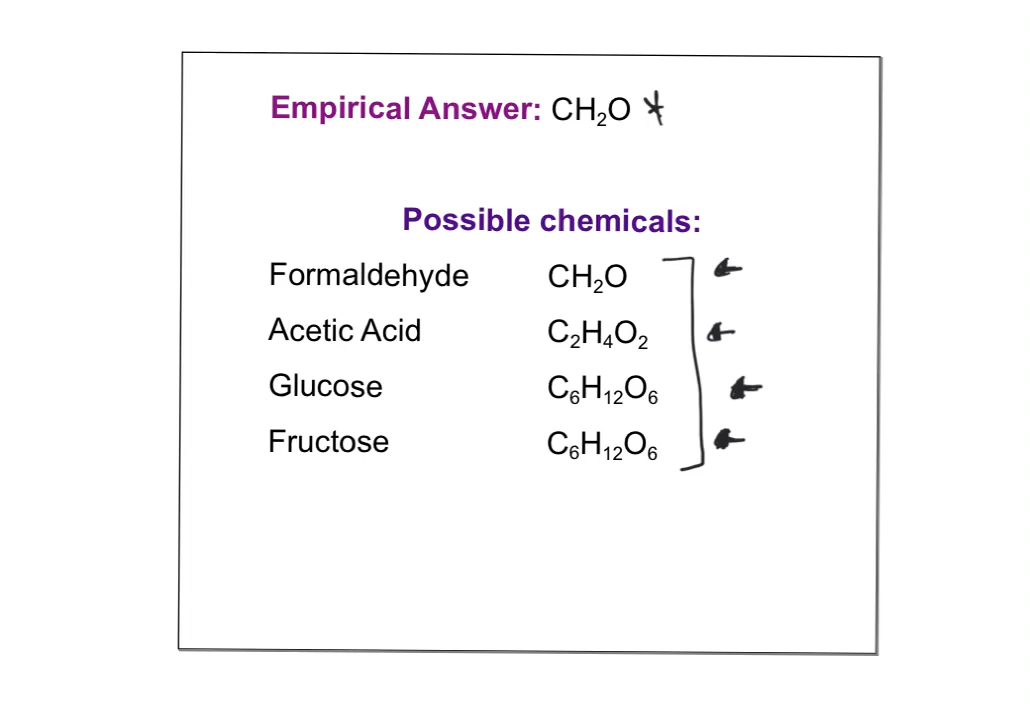 Empirical Answer: CH₂O *
Possible chemicals:
Formaldehyde CH₂O
Acetic Acid C₂H₄O₂
Glucose C₆H₁₂O₆
Fructose C₆H₁₂O₆